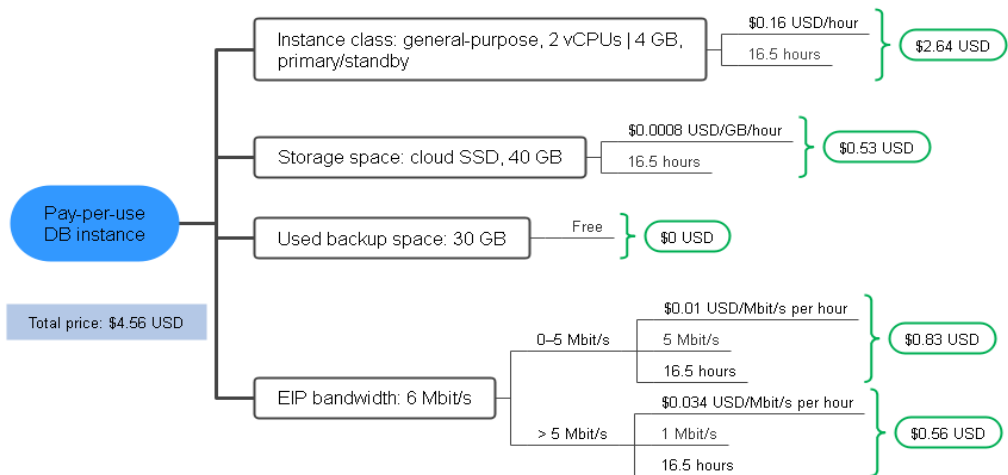 Pay-per-use
DB instance
Total price: $4.56 USD
Instance class: general-purpose, 2 vCPUs | 4 GB,
primary/standby
$0.16 USD/hour
16.5 hours
$2.64 USD
Storage space: cloud SSD, 40 GB
$0.0008 USD/GB/hour
16.5 hours
$0.53 USD
Used backup space: 30 GB
Free
$0 USD
EIP bandwidth: 6 Mbit/s
0–5 Mbit/s
$0.01 USD/Mbit/s per hour
5 Mbit/s
16.5 hours
$0.83 USD
> 5 Mbit/s
$0.034 USD/Mbit/s per hour
1 Mbit/s
16.5 hours
$0.56 USD